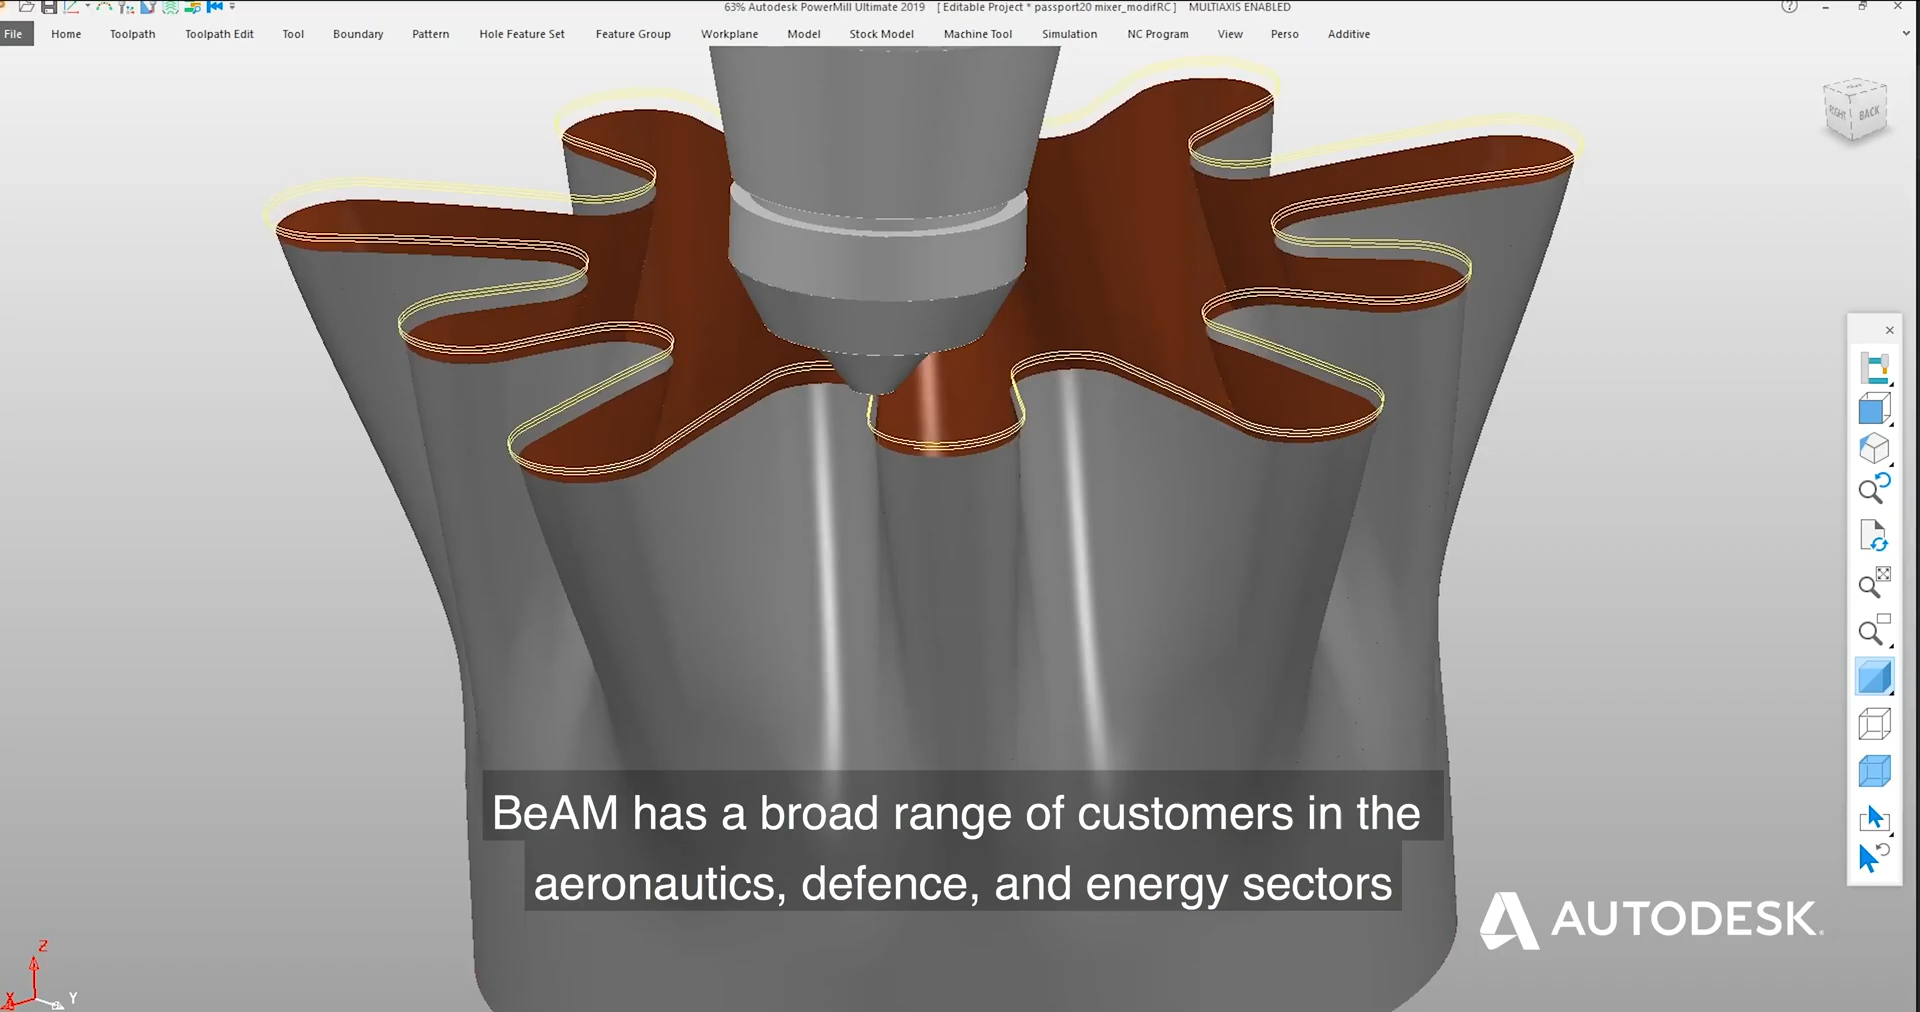 63% Autodesk PowerMill Ultimate 2019 [ Editable Project * passport20 mixer_modifRC ] MULTIAXIS ENABLED
File Home Toolpath Toolpath Edit Tool Boundary Pattern Hole Feature Set Feature Group Workplane Model Stock Model Machine Tool Simulation NC Program View Perso Additive
RIGHT BACK
BeAM has a broad range of customers in the
aeronautics, defence, and energy sectors
AUTODESK
Z
X Y